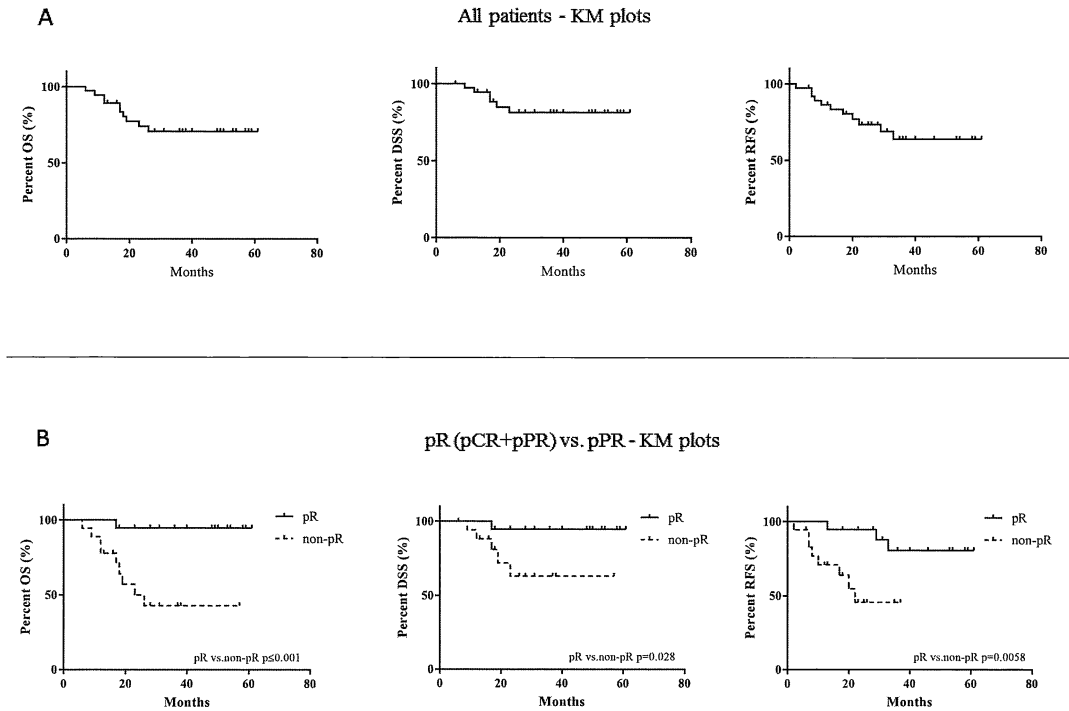 A
All patients - KM plots
Percent OS (%)
100
50
0
0 20 40 60 80
Months
Percent DSS (%)
100
50
0
0 20 40 60 80
Months
Percent RFS (%)
100
50
0
0 20 40 60 80
Months
B
pR (pCR+pPR) vs. pPR - KM plots
Percent OS (%)
100
50
0
pR
non-pR
pR vs.non-pR p≤0.001
0 20 40 60 80
Months
Percent DSS (%)
100
50
0
pR
non-pR
pR vs.non-pR p=0.028
0 20 40 60 80
Months
Percent RFS (%)
100
50
0
pR
non-pR
pR vs.non-pR p=0.0058
0 20 40 60 80
Months